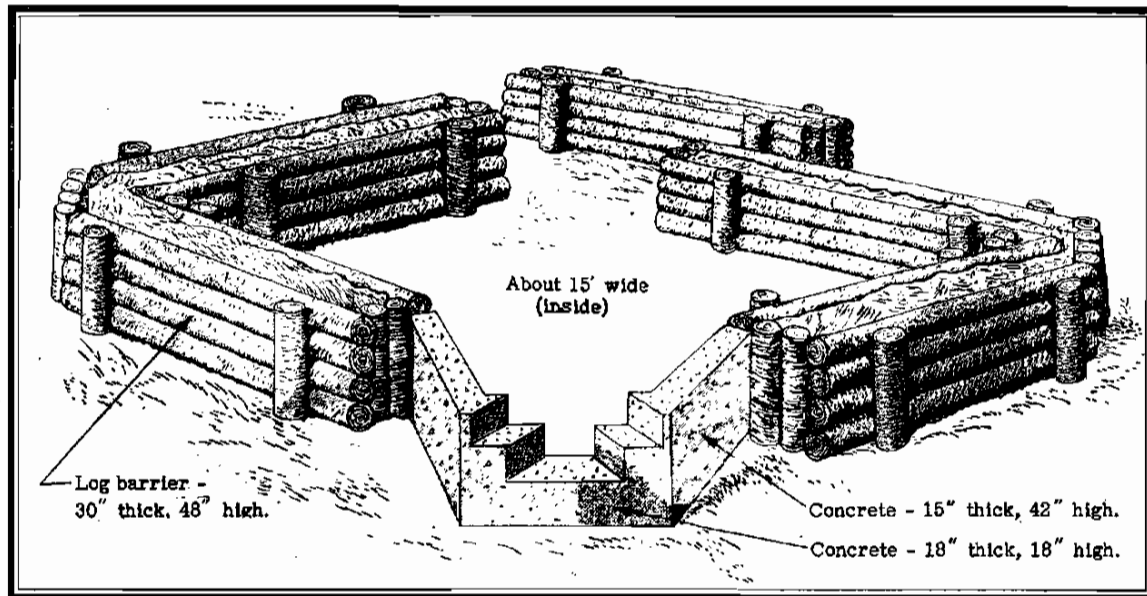 About 15' wide
(inside)
Log barrier -
30" thick, 48" high.
Concrete - 15" thick, 42" high.
Concrete - 18" thick, 18" high.